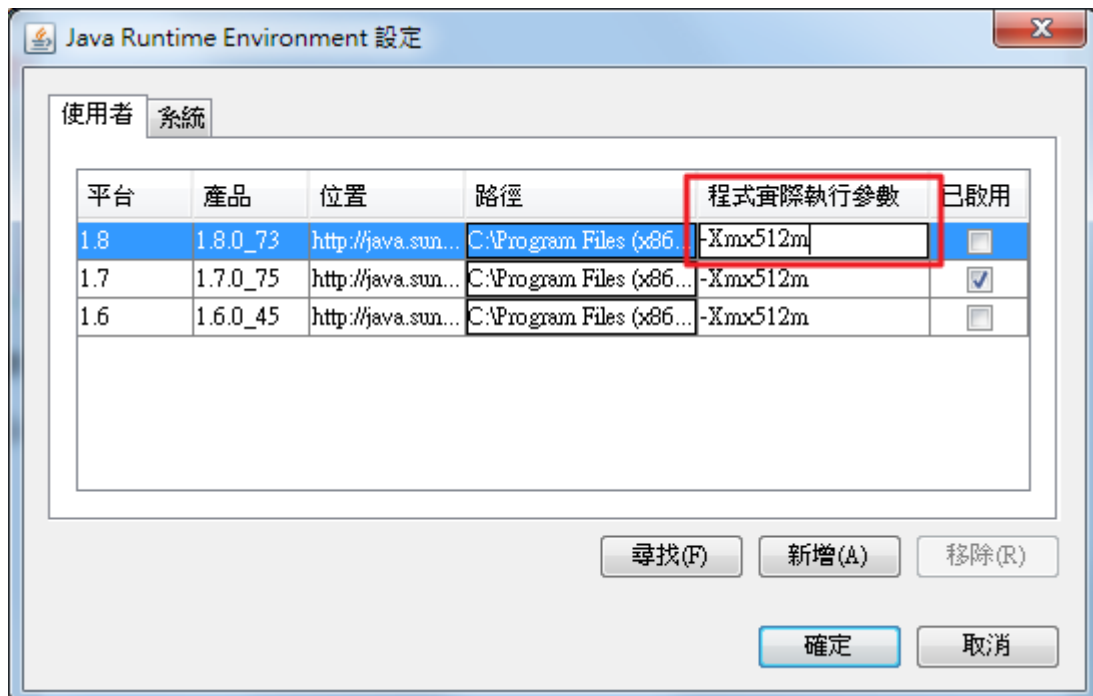 Java Runtime Environment 設定
使用者 系統
平台 產品 位置 路徑 程式實際執行參數 已啟用
1.8 1.8.0_73 http://java.sun... C:\Program Files (x86... -Xmx512m
1.7 1.7.0_75 http://java.sun... C:\Program Files (x86... -Xmx512m
1.6 1.6.0_45 http://java.sun... C:\Program Files (x86... -Xmx512m
尋找(F) 新增(A) 移除(R)
確定 取消